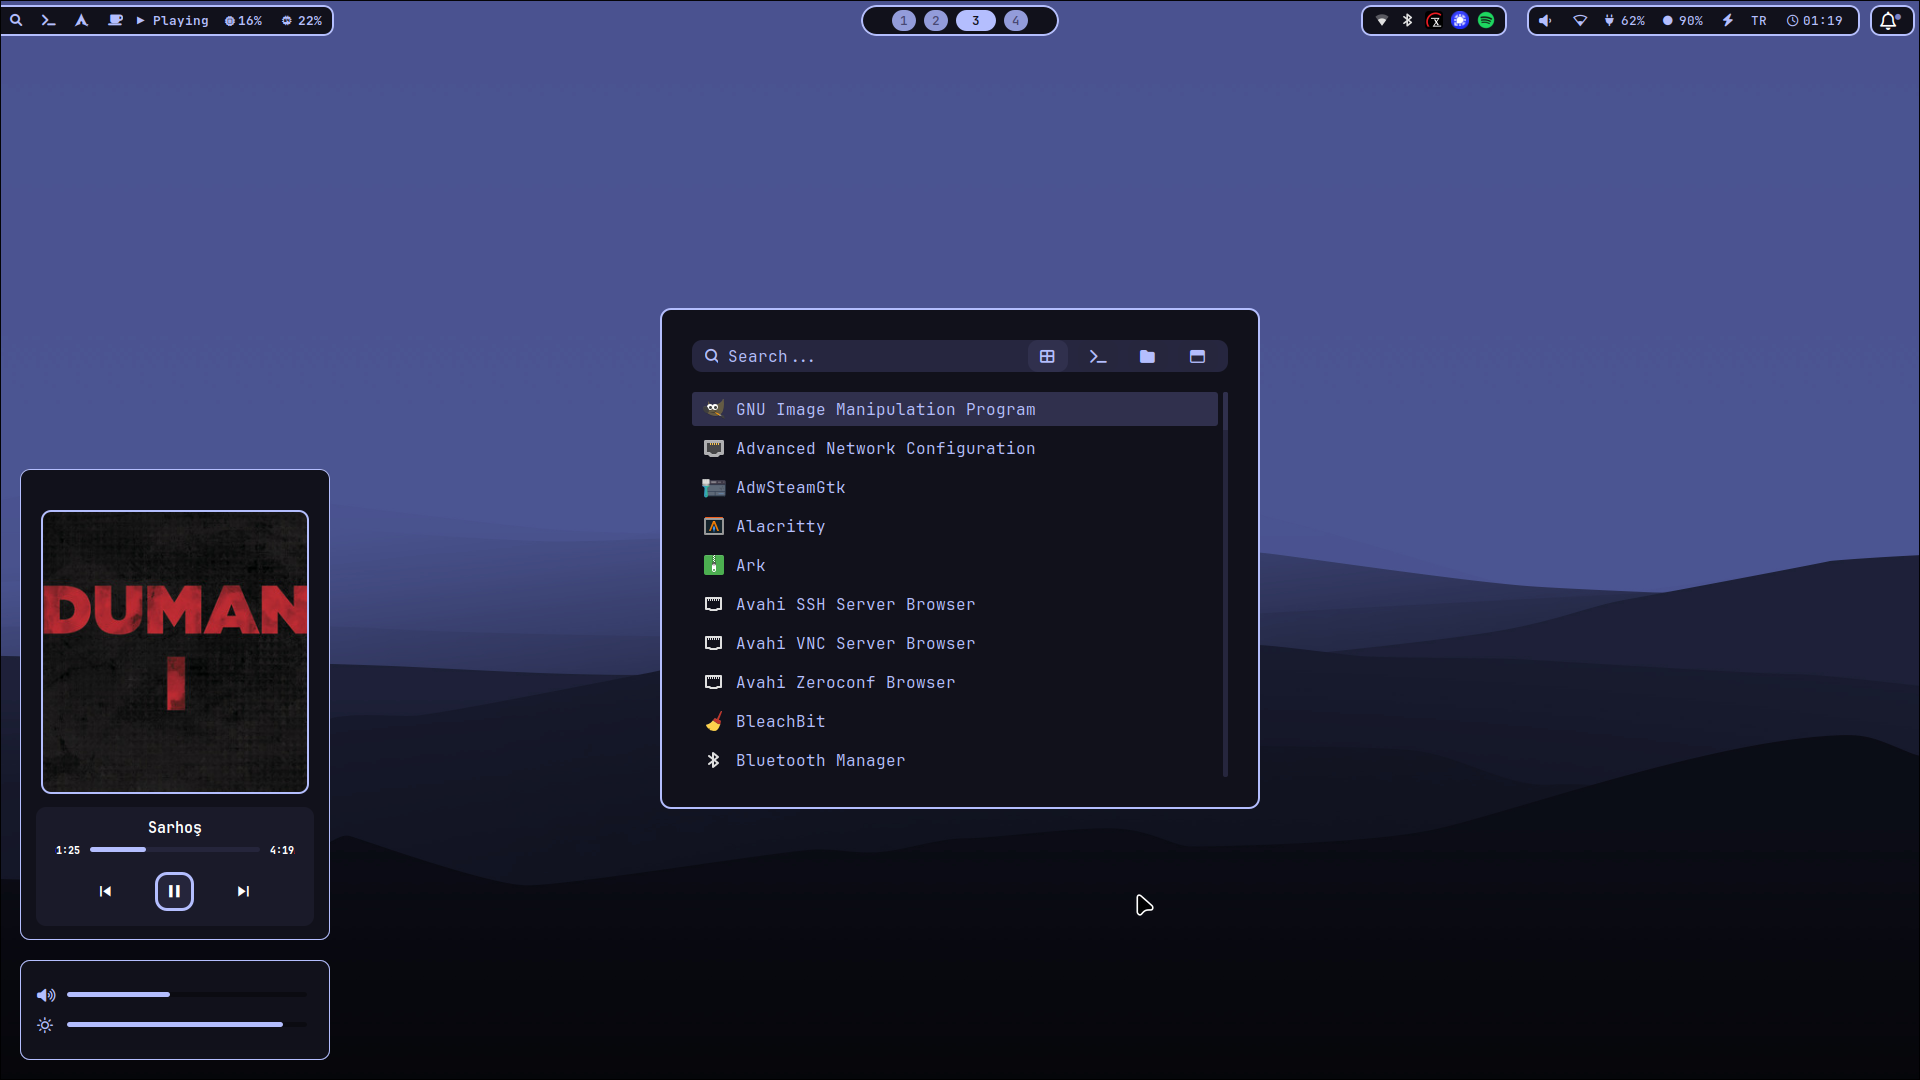 Playing 16% 22%
1 2 3 4
62% 90% TR 01:19
Search...
GNU Image Manipulation Program
Advanced Network Configuration
AdwSteamGtk
Alacritty
Ark
Avahi SSH Server Browser
Avahi VNC Server Browser
Avahi Zeroconf Browser
BleachBit
Bluetooth Manager
DUMAN
I
Sarhoş
1:25 4:19